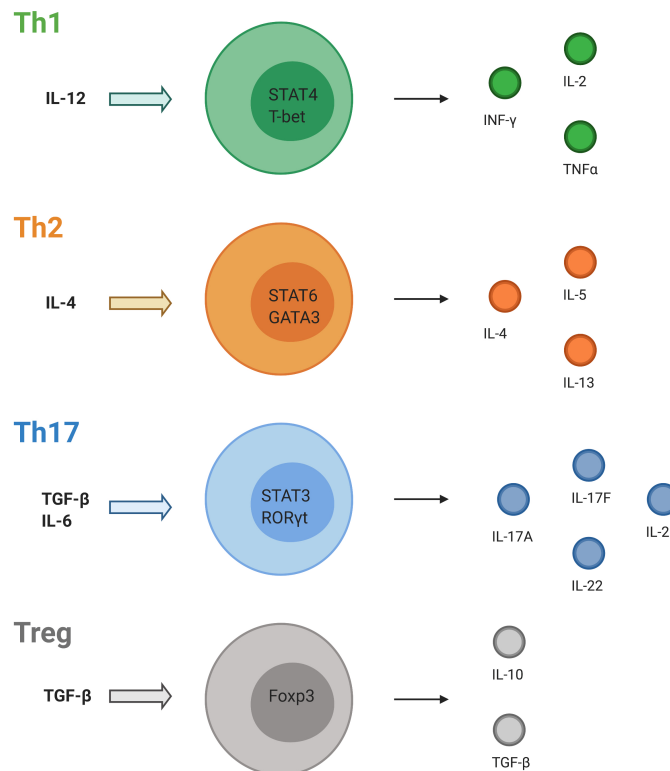 Th1
IL-12
STAT4
T-bet
INF-γ
IL-2
TNFα
Th2
IL-4
STAT6
GATA3
IL-4
IL-5
IL-13
Th17
TGF-β
IL-6
STAT3
RORγt
IL-17A
IL-17F
IL-22
Treg
TGF-β
Foxp3
IL-10
TGF-β